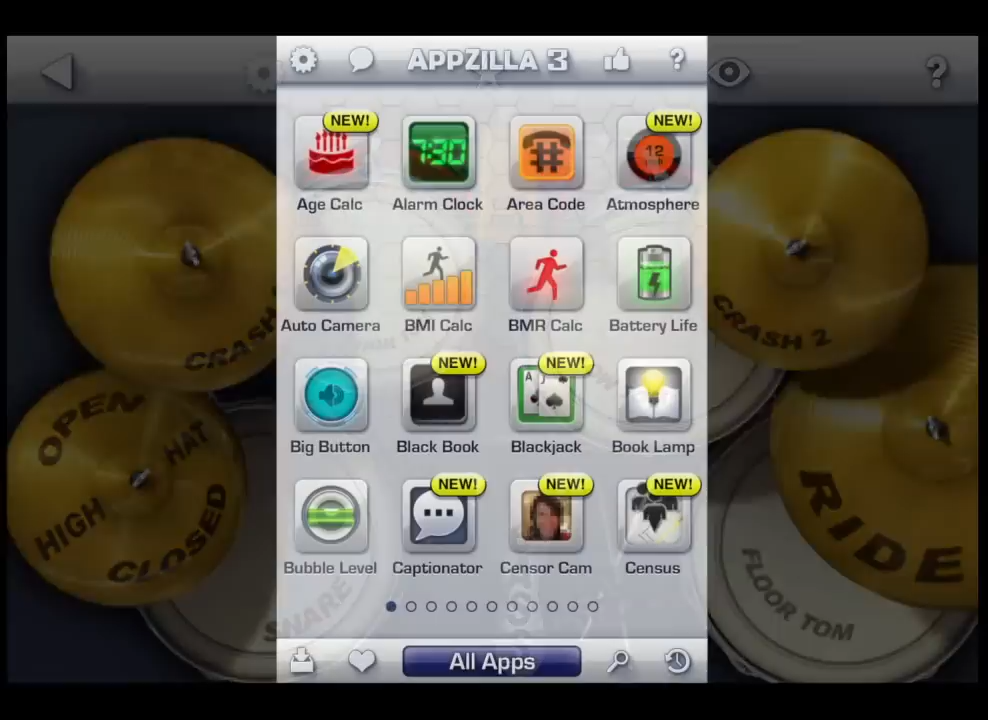 APPZILLA 3
?
?
NEW!
NEW!
7:30
#
12
Age Calc
Alarm Clock
Area Code
Atmosphere
Auto Camera
BMI Calc
BMR Calc
Battery Life
NEW!
NEW!
A
J
Big Button
Black Book
Blackjack
Book Lamp
NEW!
NEW!
NEW!
Bubble Level
Captionator
Censor Cam
Census
All Apps
CRASH
CRASH 2
OPEN
HIGH HAT
CLOSED
SNARE
RIDE
FLOOR TOM